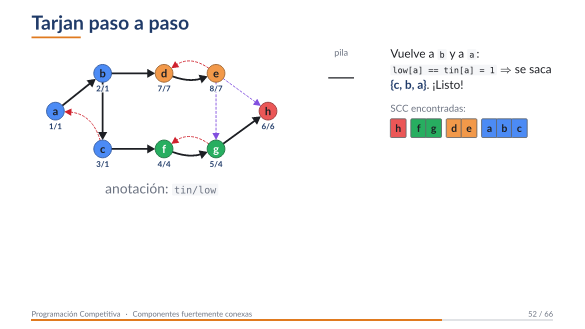 Tarjan paso a paso
b
2/1
d
7/7
e
8/7
a
1/1
h
6/6
c
3/1
f
4/4
g
5/4
anotación: tin/low
pila
Vuelve a b y a a:
low[a] == tin[a] = 1 ⇒ se saca
{c, b, a}. ¡Listo!
SCC encontradas:
h f g d e a b c
Programación Competitiva · Componentes fuertemente conexas
52 / 66